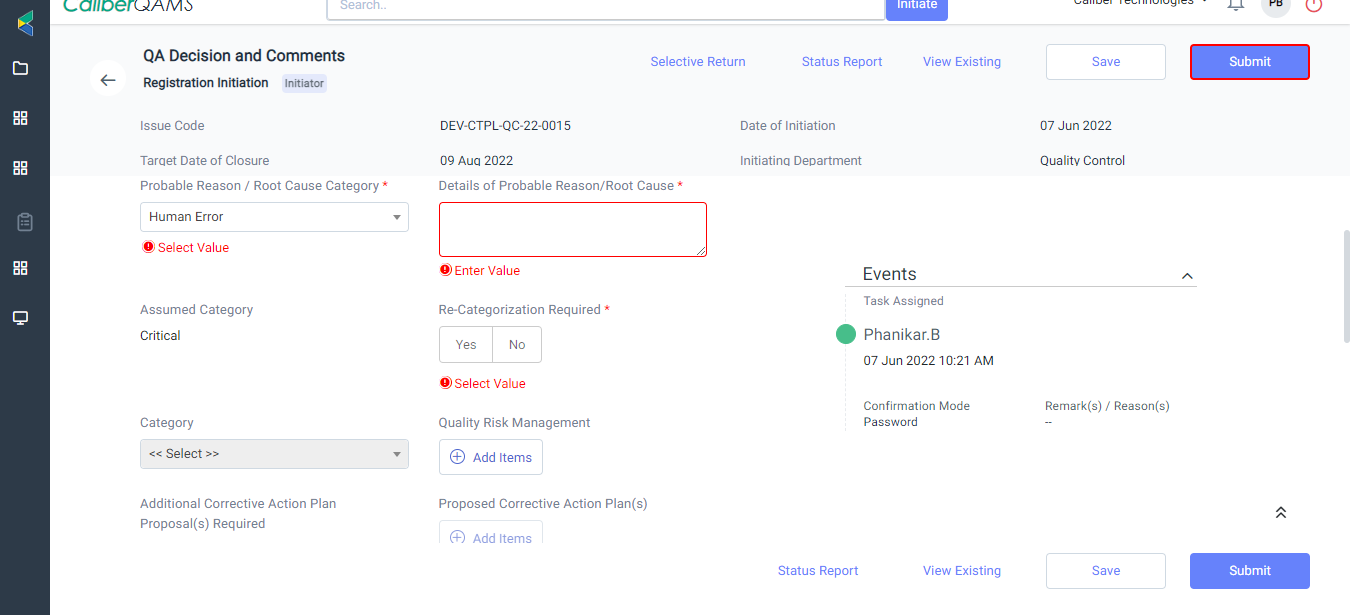 CaliberQAMS
Search..
Initiate
Caliber Technologies
PB
QA Decision and Comments
Registration Initiation Initiator
Selective Return
Status Report
View Existing
Save
Submit
Issue Code
DEV-CTPL-QC-22-0015
Date of Initiation
07 Jun 2022
Target Date of Closure
09 Aug 2022
Initiating Department
Quality Control
Probable Reason / Root Cause Category *
Details of Probable Reason/Root Cause *
Human Error
Select Value
Enter Value
Events
Task Assigned
Phanikar.B
07 Jun 2022 10:21 AM
Confirmation Mode
Password
Remark(s) / Reason(s)
--
Assumed Category
Critical
Re-Categorization Required *
Yes
No
Select Value
Category
<< Select >>
Quality Risk Management
Add Items
Additional Corrective Action Plan
Proposal(s) Required
Proposed Corrective Action Plan(s)
Add Items
Status Report
View Existing
Save
Submit